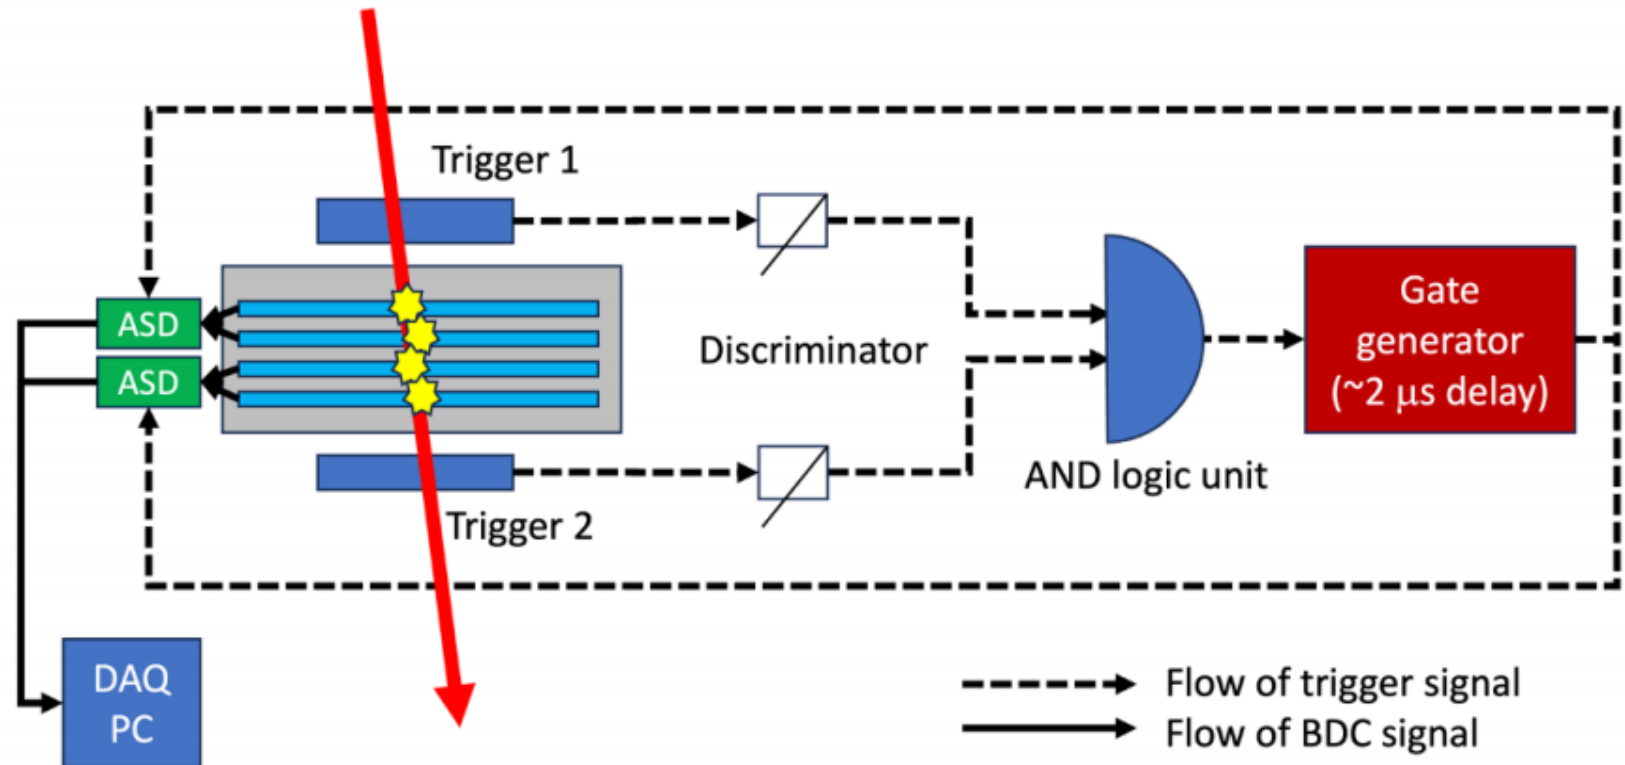 Trigger 1
ASD
ASD
Discriminator
Gate
generator
(~2 μs delay)
AND logic unit
Trigger 2
DAQ
PC
Flow of trigger signal
Flow of BDC signal